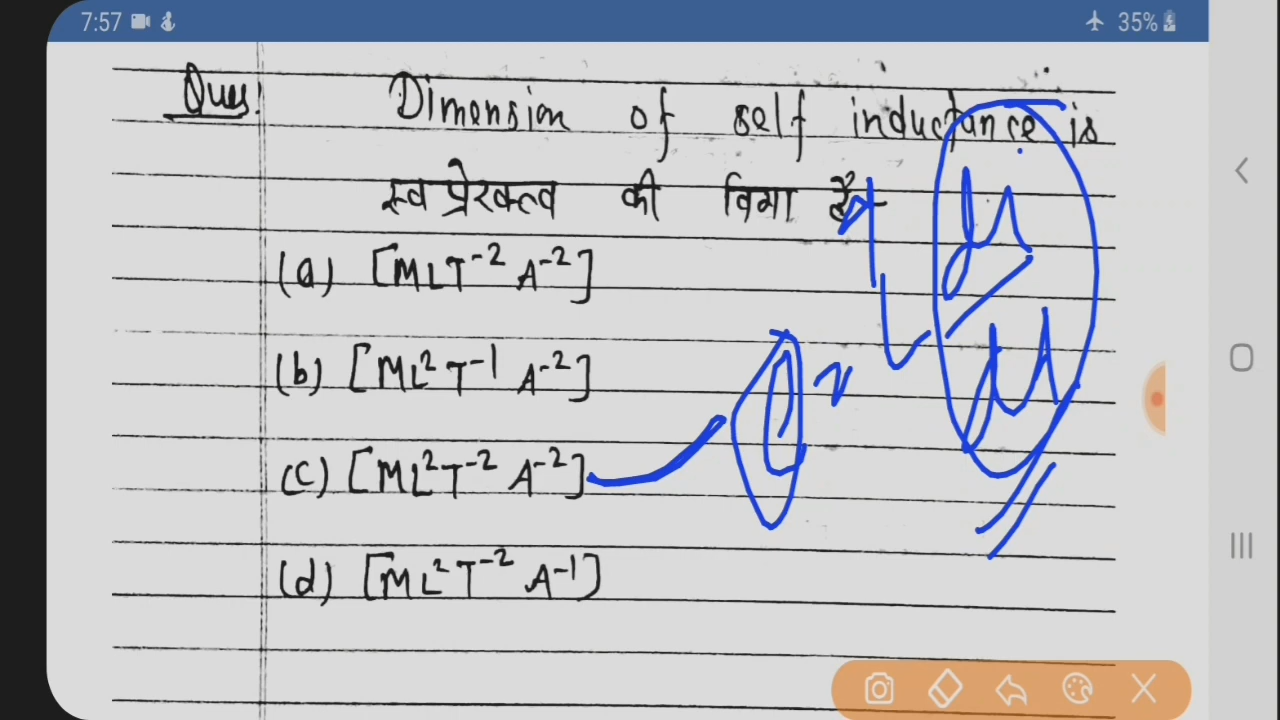 7:57 35%
Ques: Dimension of self inductance is
स्व प्रेरकत्व की विमा है
(a) [MLT⁻² A⁻²]
(b) [ML² T⁻¹ A⁻²]
(c) [ML²T⁻² A⁻²]
(d) [ML²T⁻² A⁻¹]